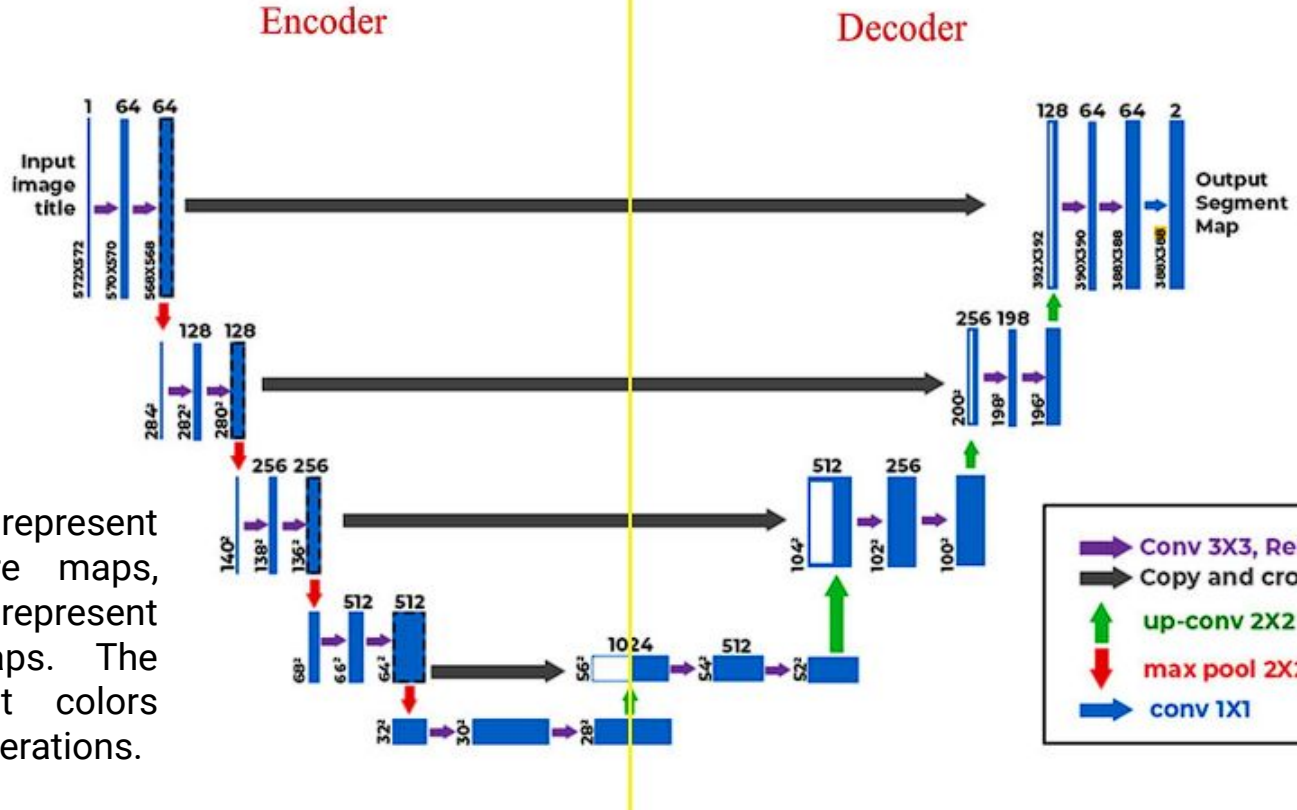 Encoder
Decoder
1 64 64
128 64 64 2
Input
image
title
Output
Segment
Map
572X572
570X570
568X568
392X392
390X390
388X388
388X388
128 128
256 198
284²
282²
280²
200²
198²
196²
256 256
512 256
140²
138²
136²
104²
102²
100²
represent
e maps,
represent
aps. The
t colors
erations.
512 512
1024 512
68²
66²
64²
56²
54²
52²
32²
30²
28²
Conv 3X3, Re
Copy and cro
up-conv 2X2
max pool 2X2
conv 1X1